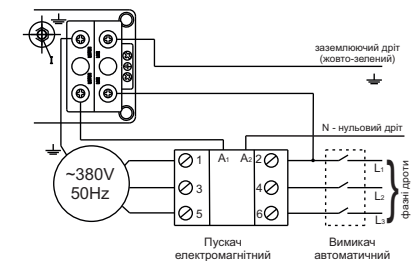 заземлюючий дріт
(жовто-зелений)
N - нульовий дріт
1 A1 A2 2 L1
~380V
50Hz
3 4 L2
5 6 L3
фазні дроти
Пускач
електромагнітний
Вимикач
автоматичний